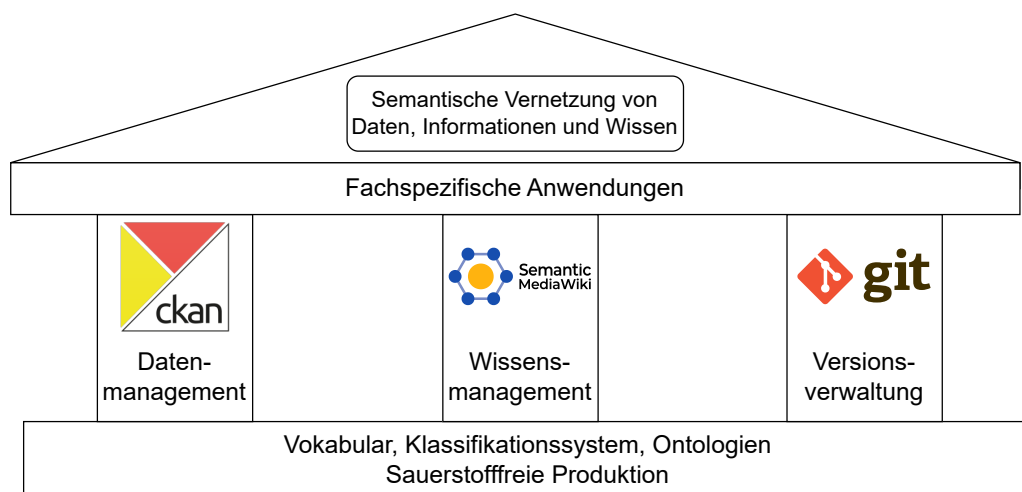 Semantische Vernetzung von
Daten, Informationen und Wissen
Fachspezifische Anwendungen
ckan
Daten-
management
Semantic
MediaWiki
Wissens-
management
git
Versions-
verwaltung
Vokabular, Klassifikationssystem, Ontologien
Sauerstofffreie Produktion